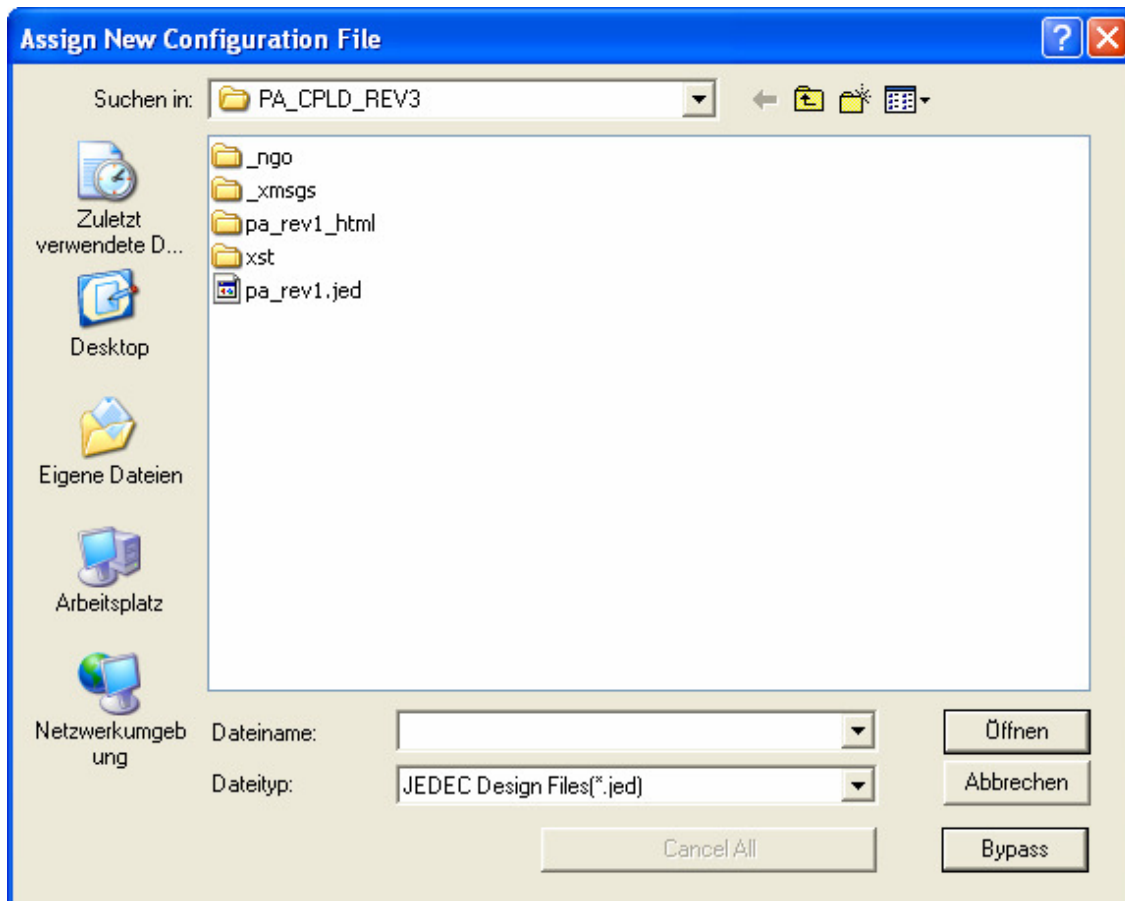 Assign New Configuration File
Suchen in:
PA_CPLD_REV3
Zuletzt
verwendete D...
Desktop
Eigene Dateien
Arbeitsplatz
Netzwerkumgeb
ung
_ngo
_xmsgs
pa_rev1_html
xst
pa_rev1.jed
Dateiname:
Öffnen
Dateityp:
JEDEC Design Files(*.jed)
Abbrechen
Cancel All
Bypass